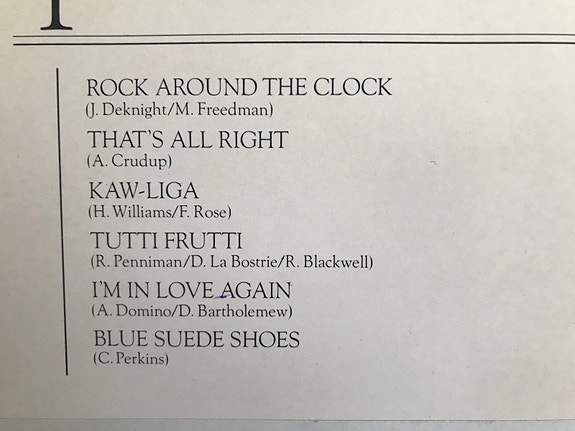 ROCK AROUND THE CLOCK
(J. Deknight/M. Freedman)
THAT'S ALL RIGHT
(A. Crudup)
KAW-LIGA
(H. Williams/F. Rose)
TUTTI FRUTTI
(R. Penniman/D. La Bostrie/R. Blackwell)
I'M IN LOVE AGAIN
(A. Domino/D. Bartholemew)
BLUE SUEDE SHOES
(C. Perkins)